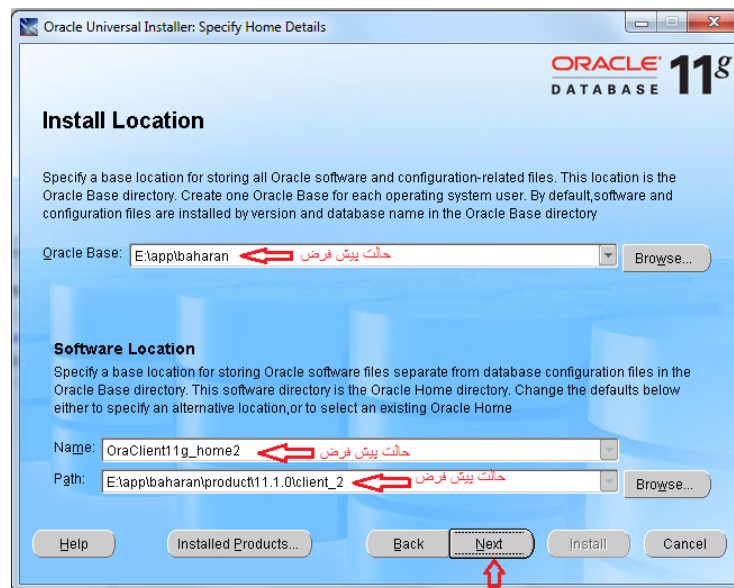 Oracle Universal Installer: Specify Home Details
ORACLE 11g
DATABASE
Install Location
Specify a base location for storing all Oracle software and configuration-related files. This location is the
Oracle Base directory. Create one Oracle Base for each operating system user. By default,software and
configuration files are installed by version and database name in the Oracle Base directory
Oracle Base: E:\app\baharan حالت پیش فرض Browse...
Software Location
Specify a base location for storing Oracle software files separate from database configuration files in the
Oracle Base directory. This software directory is the Oracle Home directory. Change the defaults below
either to specify an alternative location,or to select an existing Oracle Home
Name: OraClient11g_home2 حالت پیش فرض
Path: E:\app\baharan\product\11.1.0\client_2 حالت پیش فرض Browse...
Help Installed Products... Back Next Install Cancel